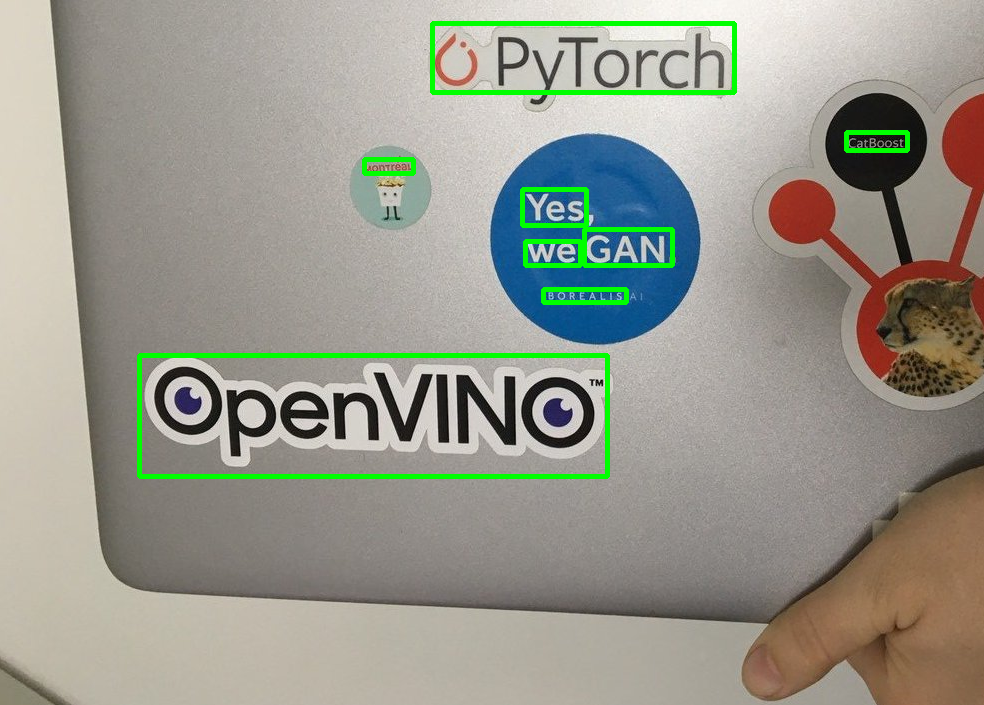 PyTorch
CatBoost
MONTREAL
Yes,
we GAN
BOREALIS AI
OpenVINO™